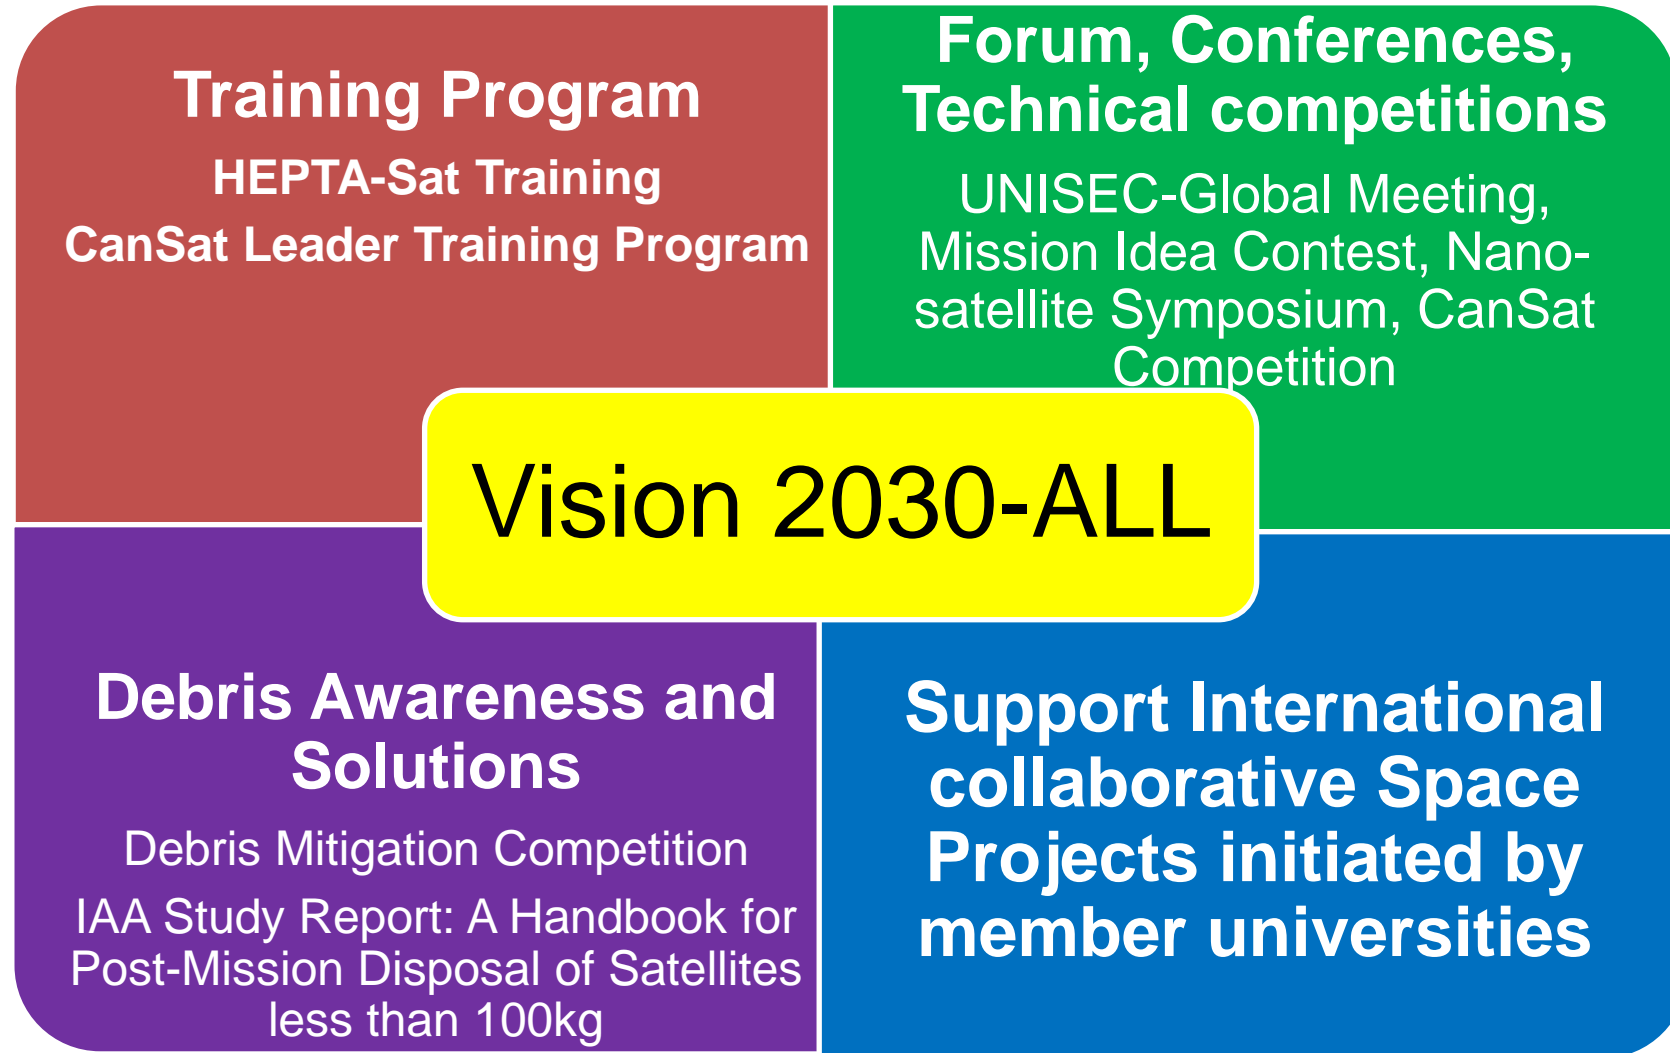 Training Program
HEPTA-Sat Training
CanSat Leader Training Program
Forum, Conferences,
Technical competitions
UNISEC-Global Meeting,
Mission Idea Contest, Nano-
satellite Symposium, CanSat
Competition
Vision 2030-ALL
Debris Awareness and
Solutions
Debris Mitigation Competition
IAA Study Report: A Handbook for
Post-Mission Disposal of Satellites
less than 100kg
Support International
collaborative Space
Projects initiated by
member universities